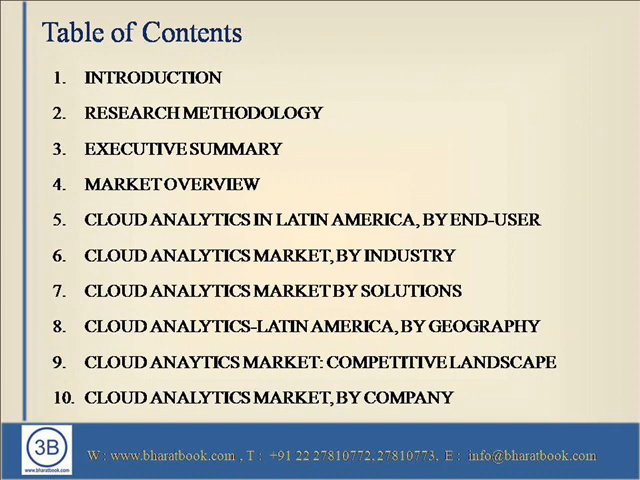 Table of Contents
1. INTRODUCTION
2. RESEARCH METHODOLOGY
3. EXECUTIVE SUMMARY
4. MARKET OVERVIEW
5. CLOUD ANALYTICS IN LATIN AMERICA, BY END-USER
6. CLOUD ANALYTICS MARKET, BY INDUSTRY
7. CLOUD ANALYTICS MARKET BY SOLUTIONS
8. CLOUD ANALYTICS-LATIN AMERICA, BY GEOGRAPHY
9. CLOUD ANAYTICS MARKET: COMPETITIVE LANDSCAPE
10. CLOUD ANALYTICS MARKET, BY COMPANY
3B
www.bharatbook.com
W : www.bharatbook.com , T : +91 22 27810772, 27810773, E : info@bharatbook.com